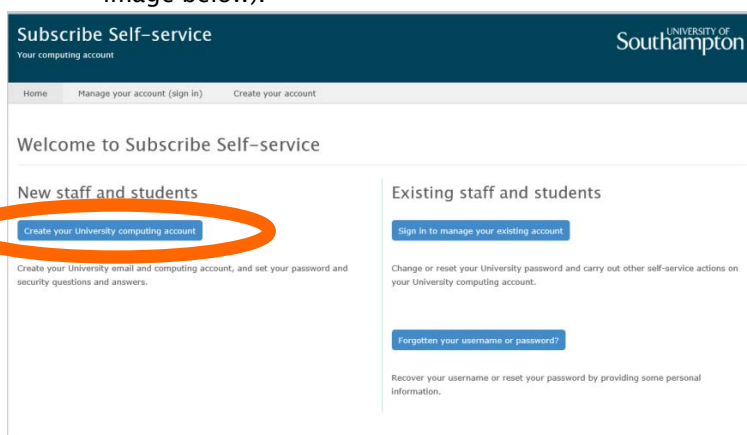 image below).
Subscribe Self-service
Your computing account
UNIVERSITY OF
Southampton
Home Manage your account (sign in) Create your account
Welcome to Subscribe Self-service
New staff and students
Create your University computing account
Create your University email and computing account, and set your password and
security questions and answers.
Existing staff and students
Sign in to manage your existing account
Change or reset your University password and carry out other self-service actions on
your University computing account.
Forgotten your username or password?
Recover your username or reset your password by providing some personal
information.